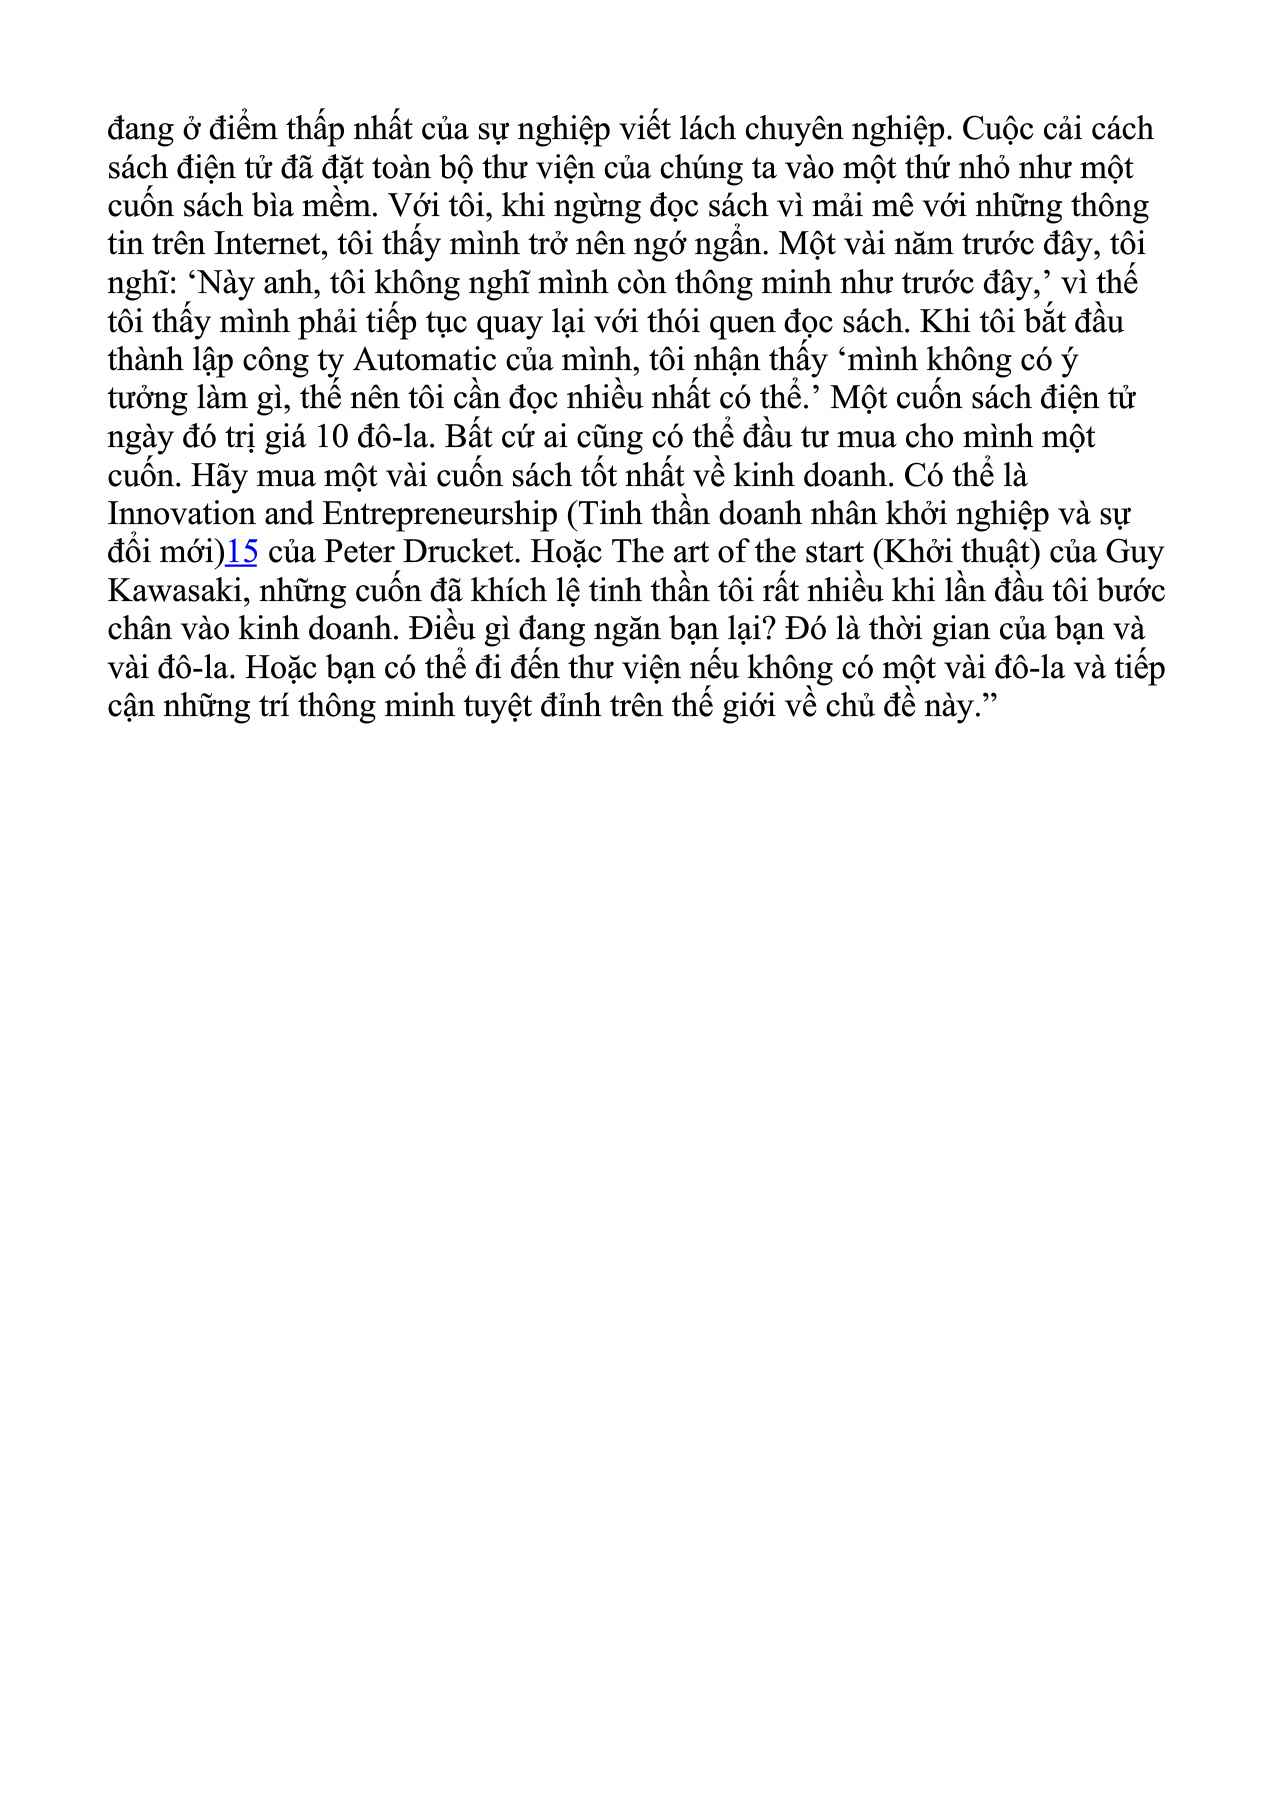 đang ở điểm thấp nhất của sự nghiệp viết lách chuyên nghiệp. Cuộc cải cách
sách điện tử đã đặt toàn bộ thư viện của chúng ta vào một thứ nhỏ như một
cuốn sách bìa mềm. Với tôi, khi ngừng đọc sách vì mải mê với những thông
tin trên Internet, tôi thấy mình trở nên ngớ ngẩn. Một vài năm trước đây, tôi
nghĩ: ‘Này anh, tôi không nghĩ mình còn thông minh như trước đây,’ vì thế
tôi thấy mình phải tiếp tục quay lại với thói quen đọc sách. Khi tôi bắt đầu
thành lập công ty Automatic của mình, tôi nhận thấy ‘mình không có ý
tưởng làm gì, thế nên tôi cần đọc nhiều nhất có thể.’ Một cuốn sách điện tử
ngày đó trị giá 10 đô-la. Bất cứ ai cũng có thể đầu tư mua cho mình một
cuốn. Hãy mua một vài cuốn sách tốt nhất về kinh doanh. Có thể là
Innovation and Entrepreneurship (Tinh thần doanh nhân khởi nghiệp và sự
đổi mới)15 của Peter Drucket. Hoặc The art of the start (Khởi thuật) của Guy
Kawasaki, những cuốn đã khích lệ tinh thần tôi rất nhiều khi lần đầu tôi bước
chân vào kinh doanh. Điều gì đang ngăn bạn lại? Đó là thời gian của bạn và
vài đô-la. Hoặc bạn có thể đi đến thư viện nếu không có một vài đô-la và tiếp
cận những trí thông minh tuyệt đỉnh trên thế giới về chủ đề này.”